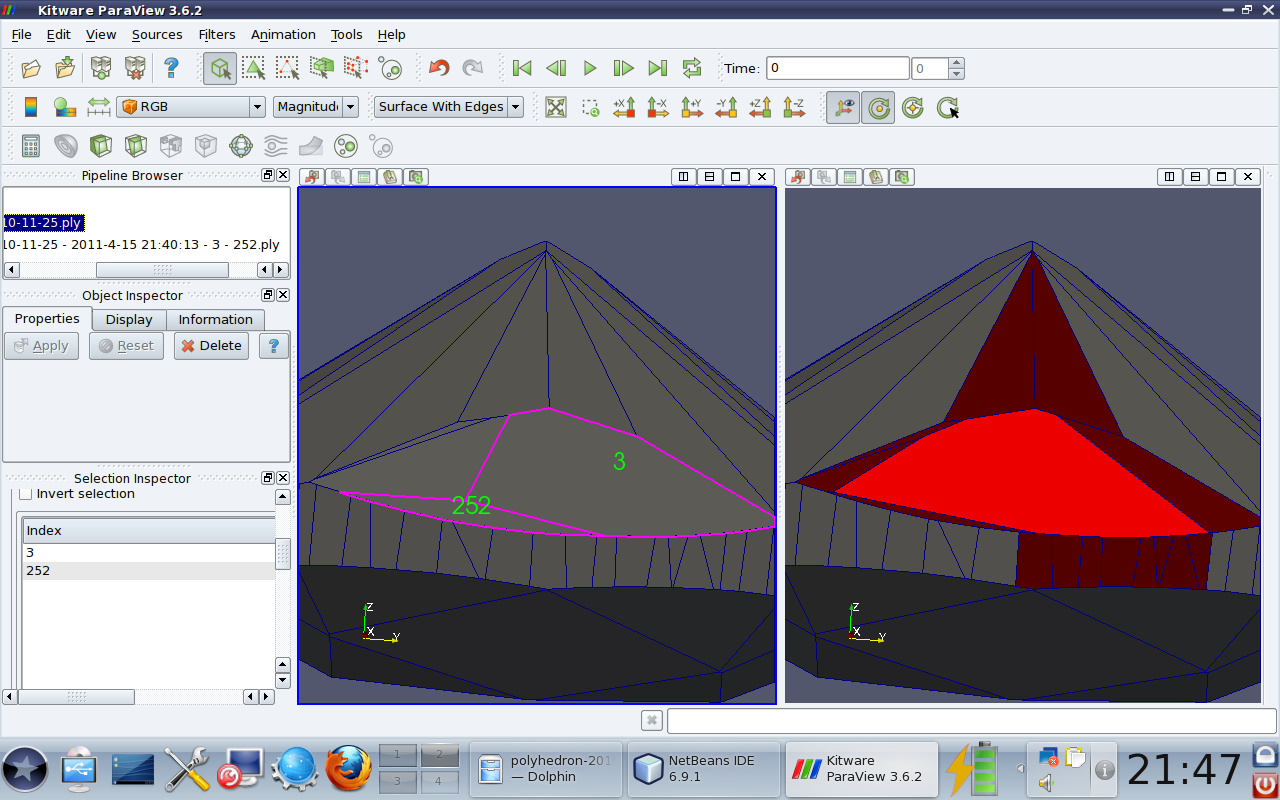 Kitware ParaView 3.6.2
File Edit View Sources Filters Animation Tools Help
Time: 0 0
RGB Magnitud Surface With Edges
+X -X +Y -Y +Z -Z
Pipeline Browser
10-11-25.ply
10-11-25 - 2011-4-15 21:40:13 - 3 - 252.ply
Object Inspector
Properties Display Information
Apply Reset Delete ?
Selection Inspector
Invert selection
Index
3
252
3
252
Z
X Y
Z
X Y
1 2
3 4
polyhedron-201
— Dolphin
NetBeans IDE
6.9.1
Kitware
ParaView 3.6.2
21:47